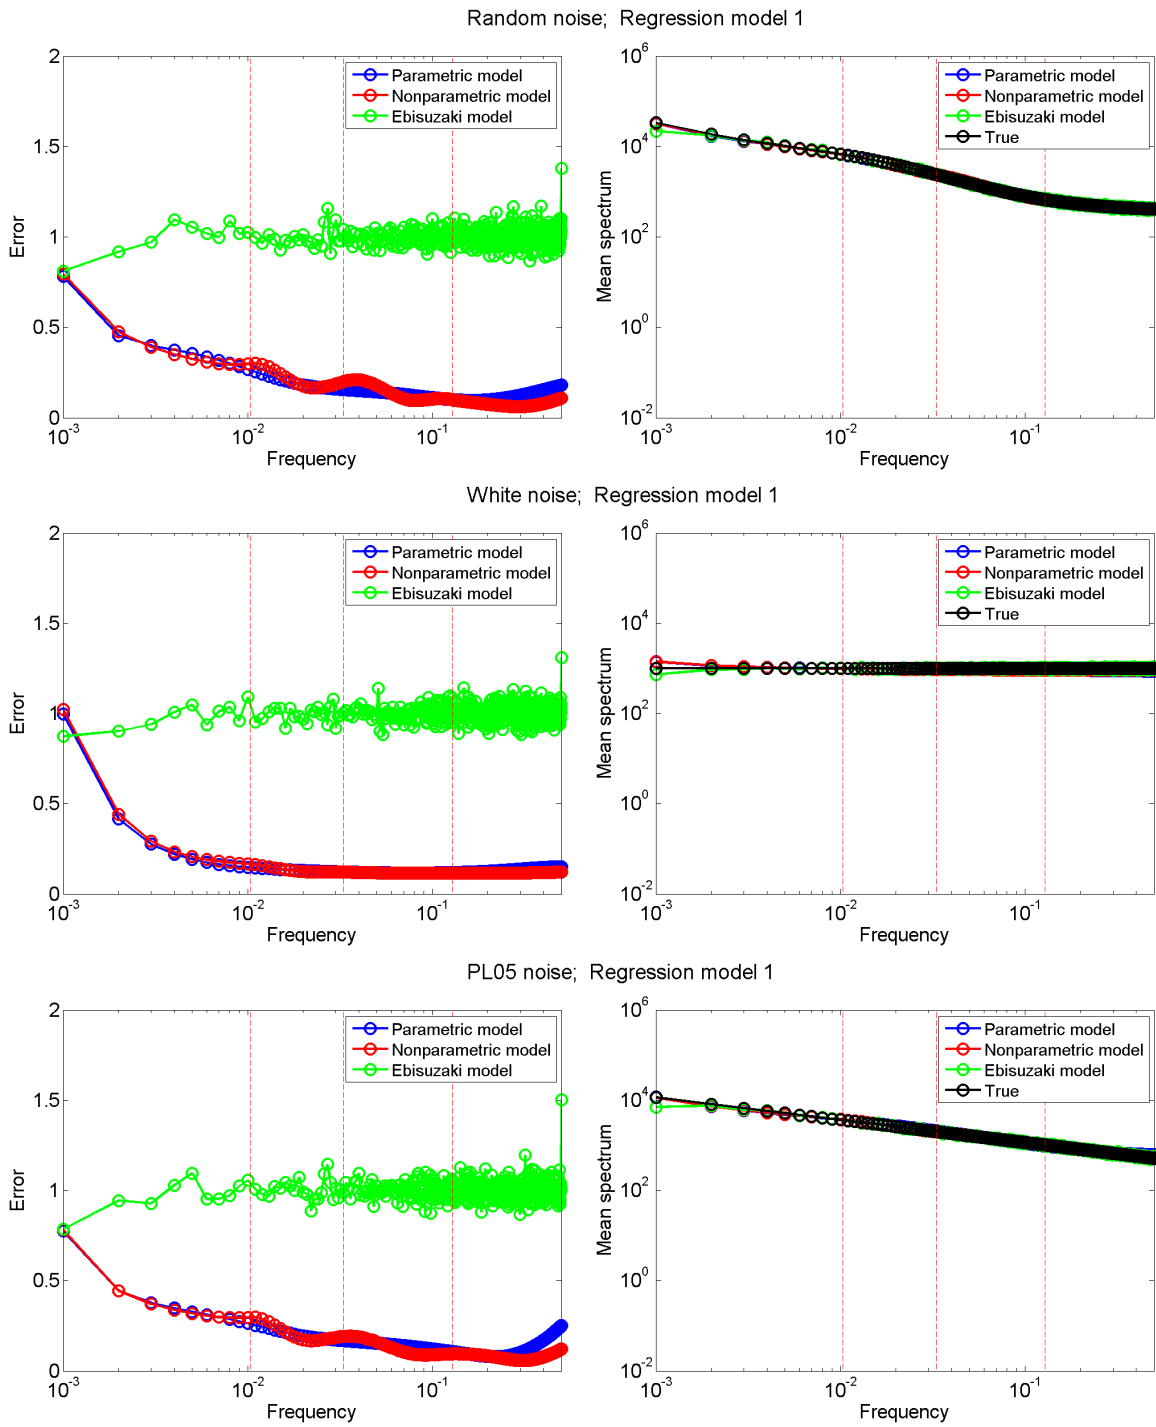 Random noise;  Regression model 1
2
1.5
1
0.5
0
Error
10-3
10-2
10-1
Frequency
Parametric model
Nonparametric model
Ebisuzaki model
106
104
102
100
10-2
Mean spectrum
10-3
10-2
10-1
Frequency
Parametric model
Nonparametric model
Ebisuzaki model
True
White noise;  Regression model 1
2
1.5
1
0.5
0
Error
10-3
10-2
10-1
Frequency
Parametric model
Nonparametric model
Ebisuzaki model
106
104
102
100
10-2
Mean spectrum
10-3
10-2
10-1
Frequency
Parametric model
Nonparametric model
Ebisuzaki model
True
PL05 noise;  Regression model 1
2
1.5
1
0.5
0
Error
10-3
10-2
10-1
Frequency
Parametric model
Nonparametric model
Ebisuzaki model
106
104
102
100
10-2
Mean spectrum
10-3
10-2
10-1
Frequency
Parametric model
Nonparametric model
Ebisuzaki model
True